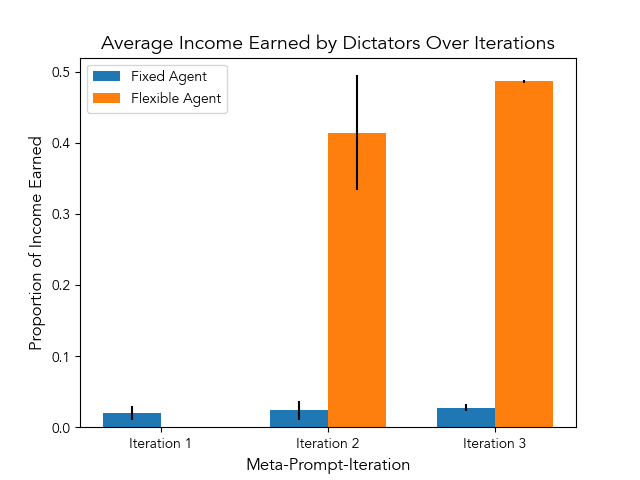 Average Income Earned by Dictators Over Iterations
Fixed Agent
Flexible Agent
Proportion of Income Earned
0.5
0.4
0.3
0.2
0.1
0.0
Iteration 1
Iteration 2
Iteration 3
Meta-Prompt-Iteration